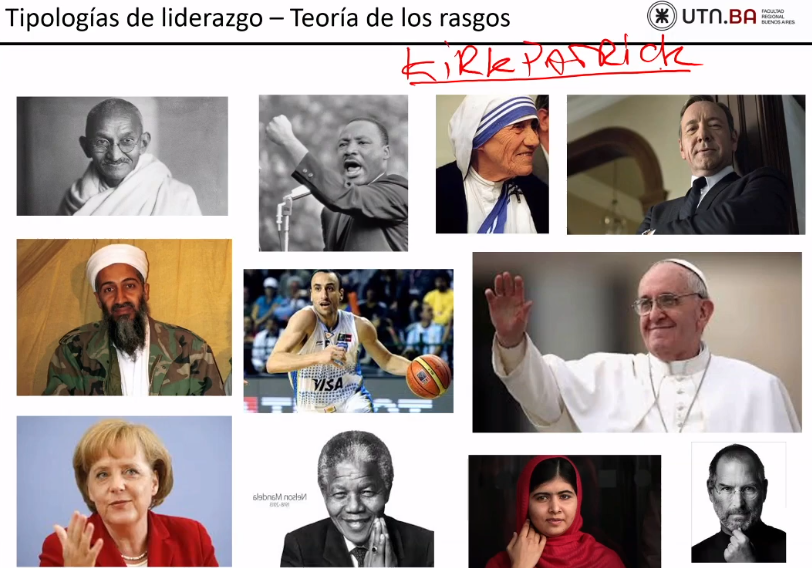 Tipologías de liderazgo – Teoría de los rasgos
UTN.BA
FACULTAD
REGIONAL
BUENOS AIRES
KIRKPATRICK
VISA
Nelson Mandela